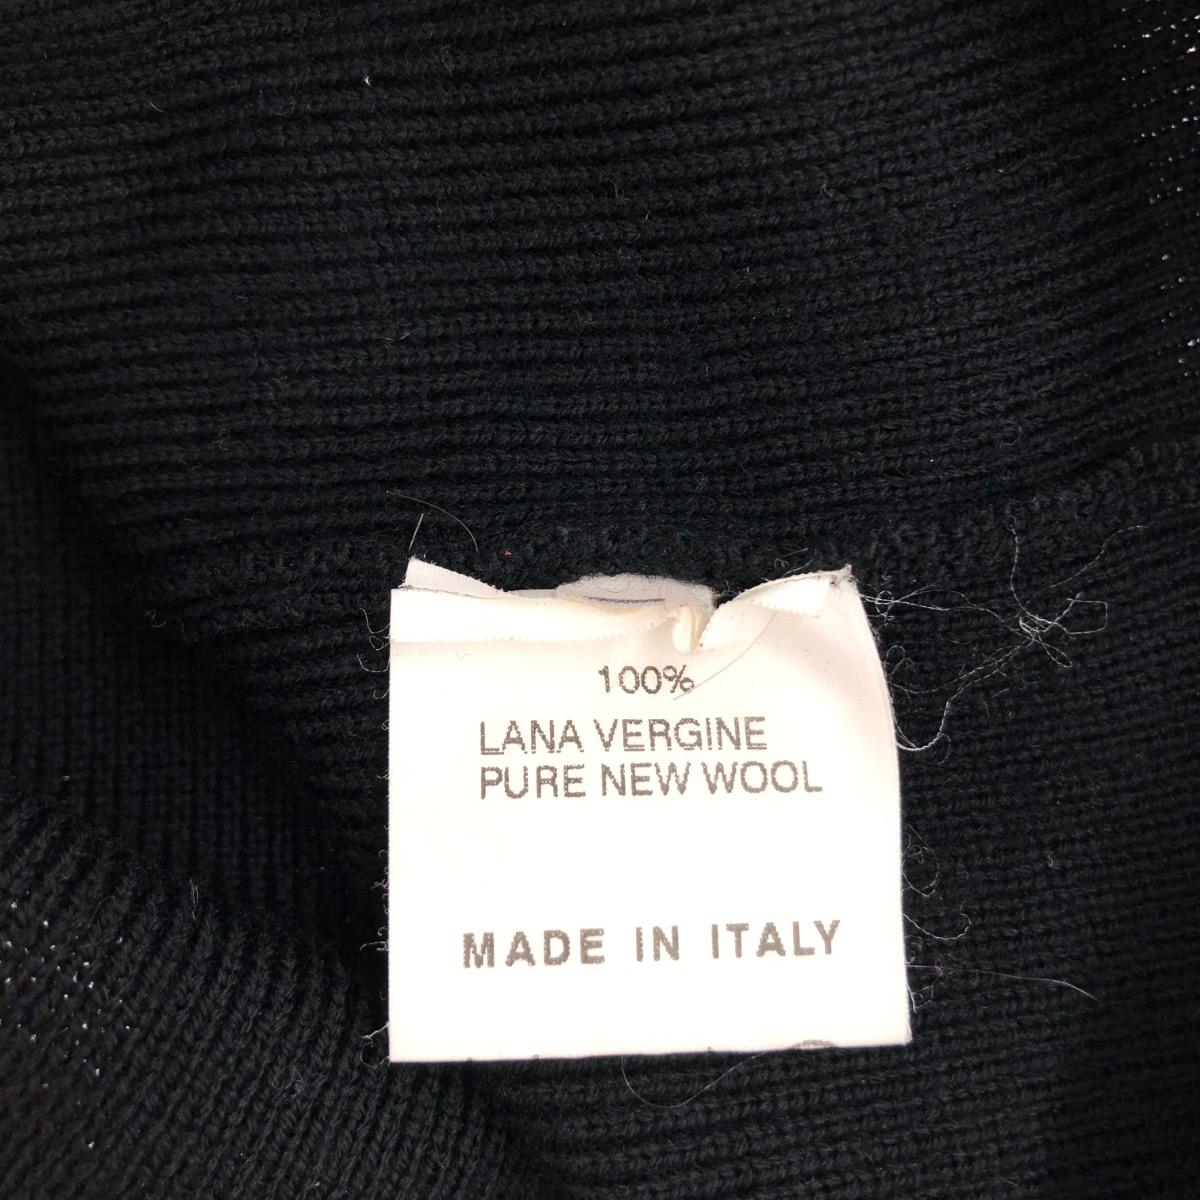 100%
LANA VERGINE
PURE NEW WOOL
MADE IN ITALY